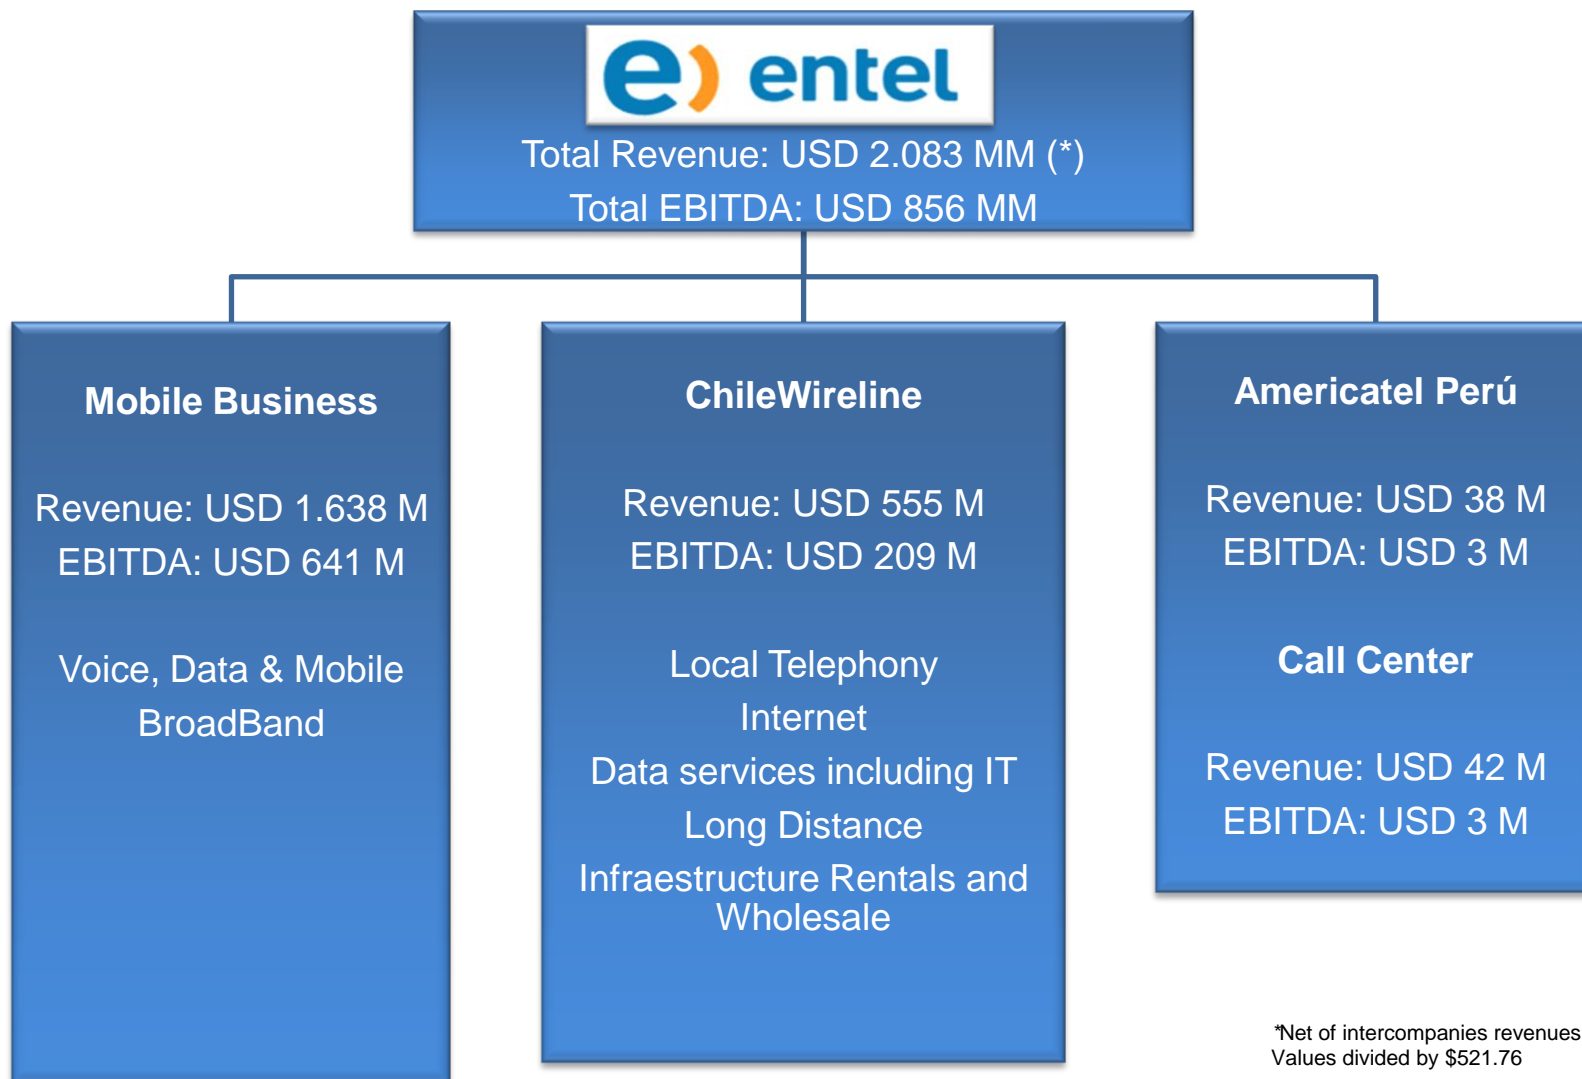 e) entel
Total Revenue: USD 2.083 MM (*)
Total EBITDA: USD 856 MM
Mobile Business
Revenue: USD 1.638 M
EBITDA: USD 641 M
Voice, Data & Mobile
BroadBand
ChileWireline
Revenue: USD 555 M
EBITDA: USD 209 M
Local Telephony
Internet
Data services including IT
Long Distance
Infraestructure Rentals and
Wholesale
Americatel Perú
Revenue: USD 38 M
EBITDA: USD 3 M
Call Center
Revenue: USD 42 M
EBITDA: USD 3 M
*Net of intercompanies revenues
Values divided by $521.76